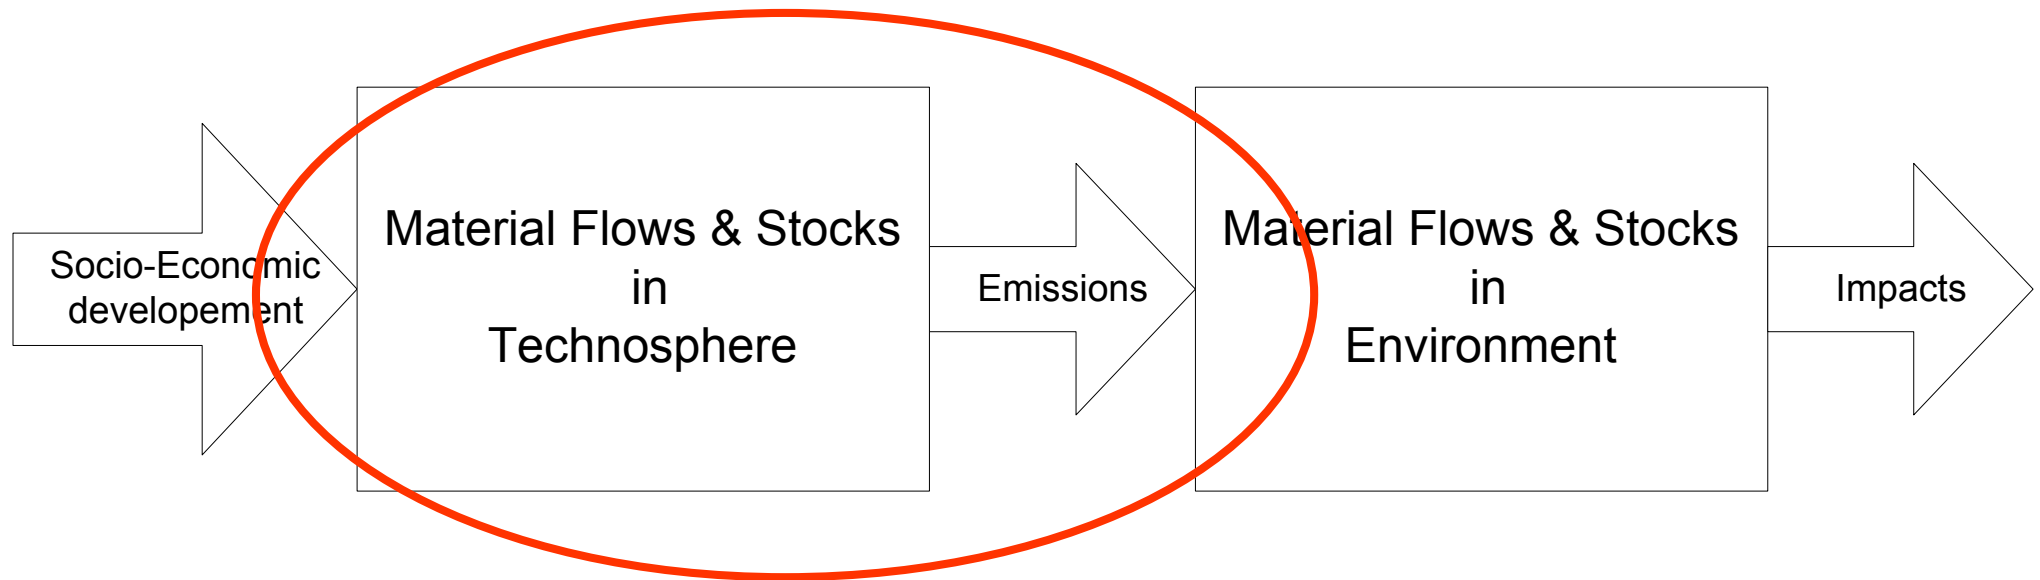 Socio-Economic
developement
Material Flows & Stocks
in
Technosphere
Emissions
Material Flows & Stocks
in
Environment
Impacts